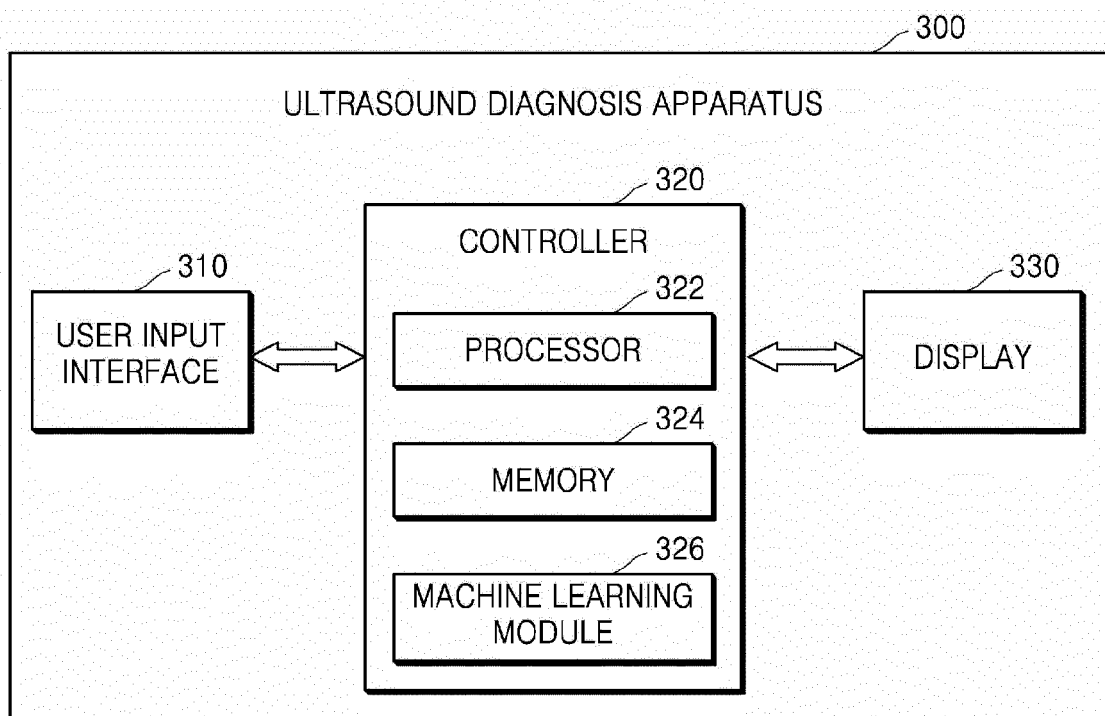 300
ULTRASOUND DIAGNOSIS APPARATUS
320
CONTROLLER
310
USER INPUT
INTERFACE
322
PROCESSOR
324
MEMORY
326
MACHINE LEARNING
MODULE
330
DISPLAY